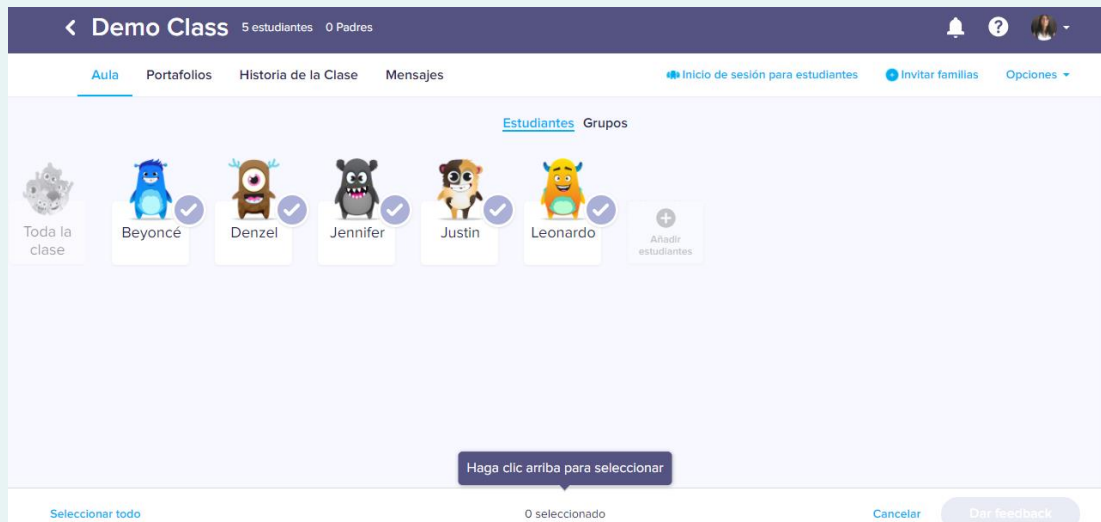 Demo Class 5 estudiantes 0 Padres
Aula Portafolios Historia de la Clase Mensajes Inicio de sesión para estudiantes Invitar familias Opciones
Estudiantes Grupos
Toda la clase
Beyoncé
Denzel
Jennifer
Justin
Leonardo
Añadir
estudiantes
Haga clic arriba para seleccionar
Seleccionar todo 0 seleccionado Cancelar Dar feedback